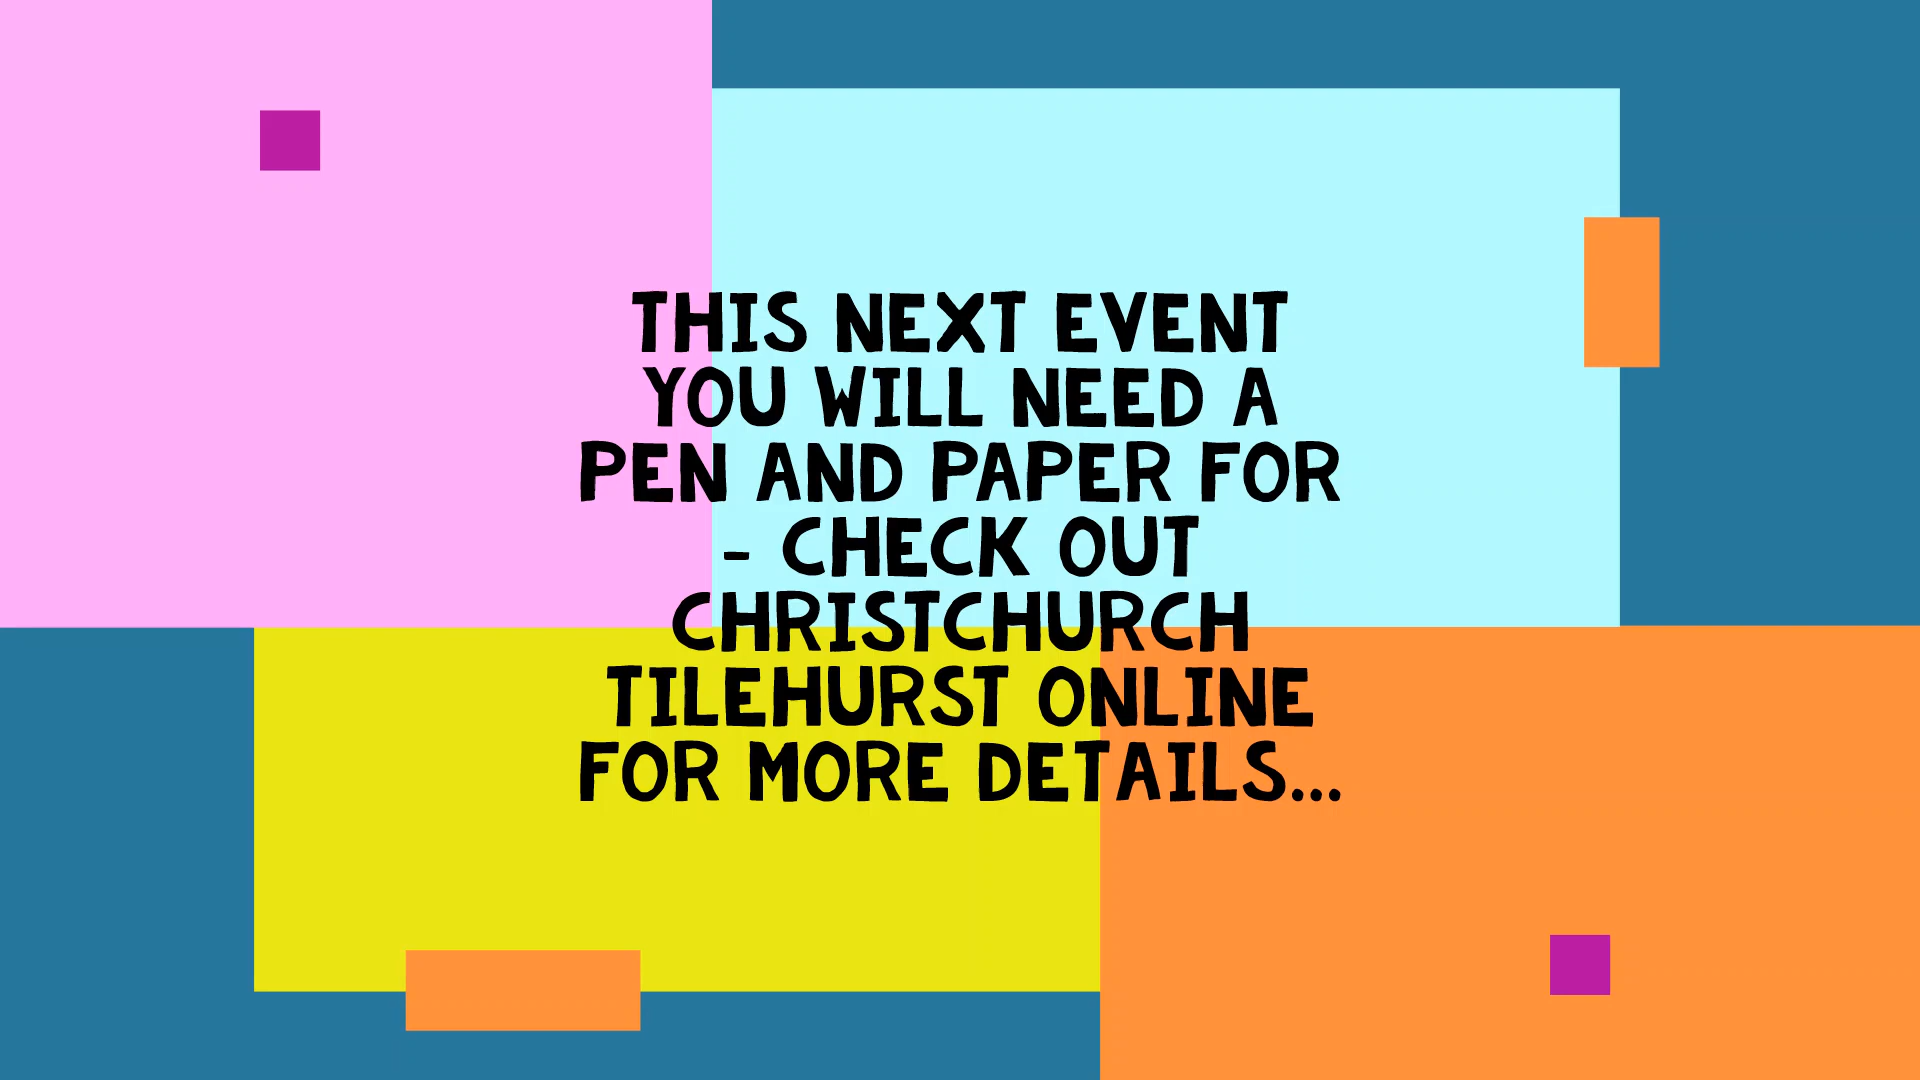 THIS NEXT EVENT
YOU WILL NEED A
PEN AND PAPER FOR
- CHECK OUT
CHRISTCHURCH
TILEHURST ONLINE
FOR MORE DETAILS...